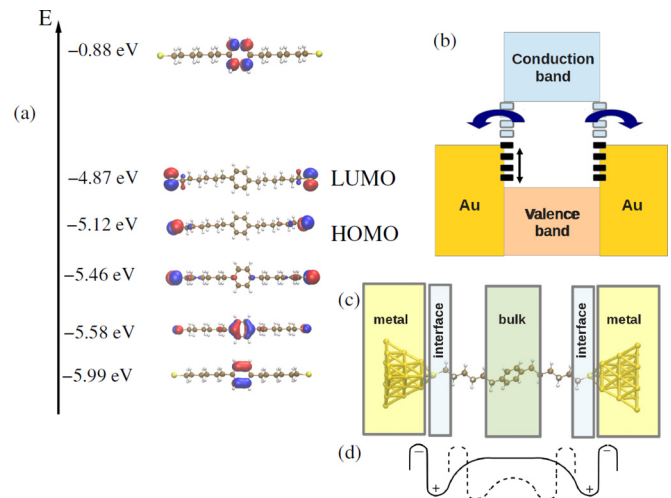 E
(a)
−0.88 eV
−4.87 eV
LUMO
−5.12 eV
HOMO
−5.46 eV
−5.58 eV
−5.99 eV
(b)
Conduction
band
Au
Valence
band
Au
(c)
metal
interface
bulk
interface
metal
(d)
−
+
+
−